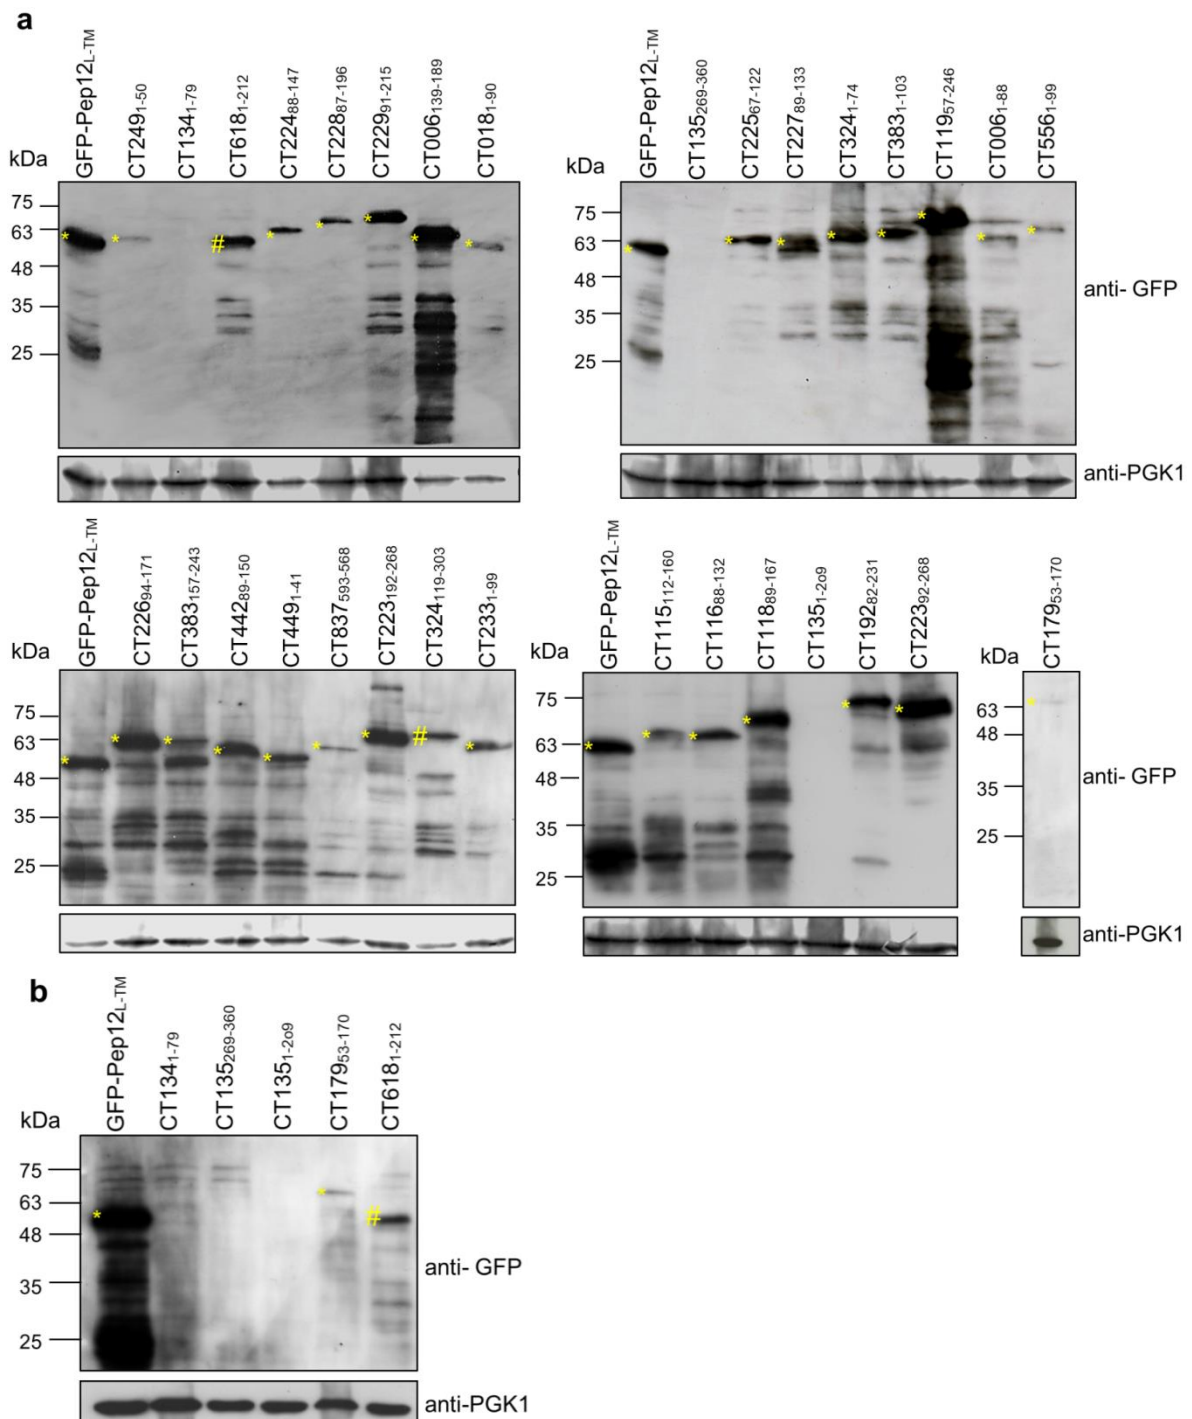 a
kDa
GFP-Pep12L-TM
CT2491-50
CT1341-79
CT6181-212
CT22488-147
CT22887-196
CT22991-215
CT006139-189
CT0181-90
75
63
48
35
25
*
*
#
*
*
*
*
*
kDa
GFP-Pep12L-TM
CT135269-360
CT22567-122
CT22789-133
CT3241-74
CT3831-103
CT11957-246
CT0061-88
CT5561-99
75
63
48
35
25
*
*
*
*
*
*
*
*
anti- GFP
anti-PGK1
kDa
GFP-Pep12L-TM
CT22694-171
CT383157-243
CT44289-150
CT4491-41
CT837593-568
CT223192-268
CT324119-303
CT2331-99
75
63
48
35
25
*
*
*
*
*
*
*
#
*
kDa
GFP-Pep12L-TM
CT115112-160
CT11688-132
CT11889-167
CT1351-2o9
CT19282-231
CT22392-268
75
63
48
35
25
*
*
*
*
*
*
kDa
CT17953-170
63
48
35
25
*
anti- GFP
anti-PGK1
b
kDa
GFP-Pep12L-TM
CT1341-79
CT135269-360
CT1351-2o9
CT17953-170
CT6181-212
75
63
48
35
25
*
*
#
anti- GFP
anti-PGK1